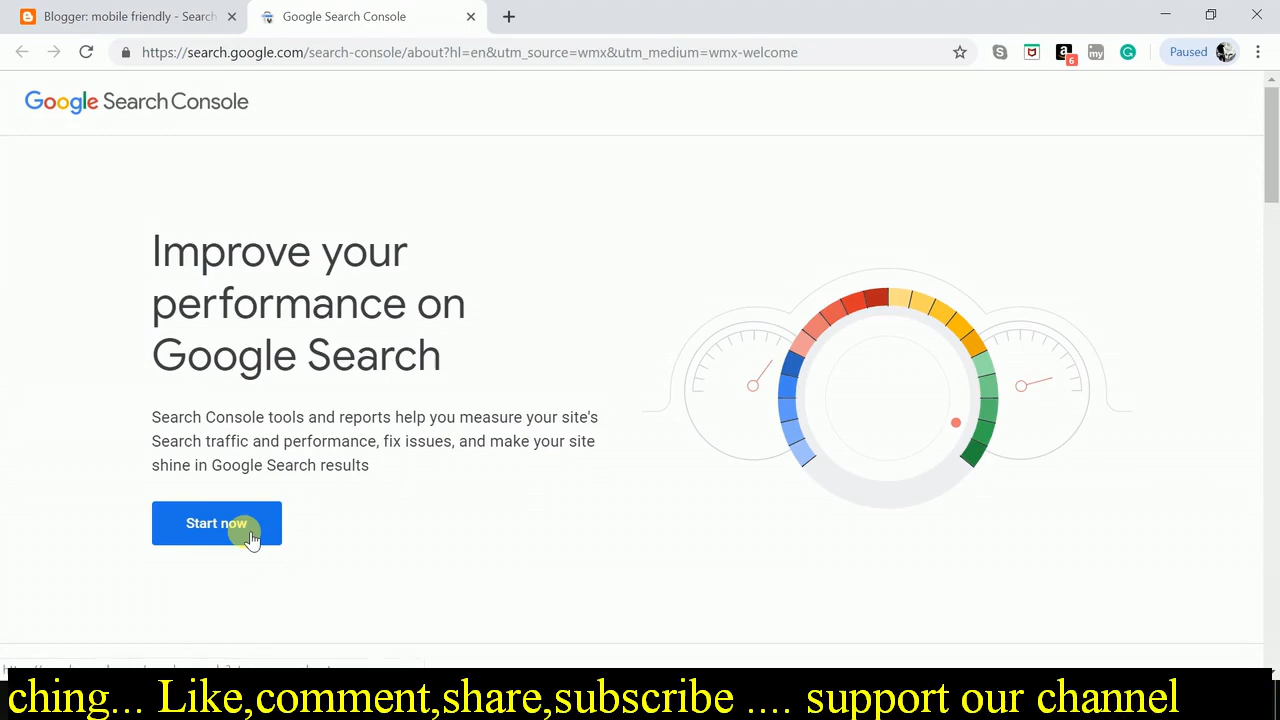 Blogger: mobile friendly - Search
Google Search Console
https://search.google.com/search-console/about?hl=en&utm_source=wmx&utm_medium=wmx-welcome
6
my
Paused
Google Search Console
Improve your
performance on
Google Search
Search Console tools and reports help you measure your site's
Search traffic and performance, fix issues, and make your site
shine in Google Search results
Start now
ching... Like,comment,share,subscribe .... support our channel